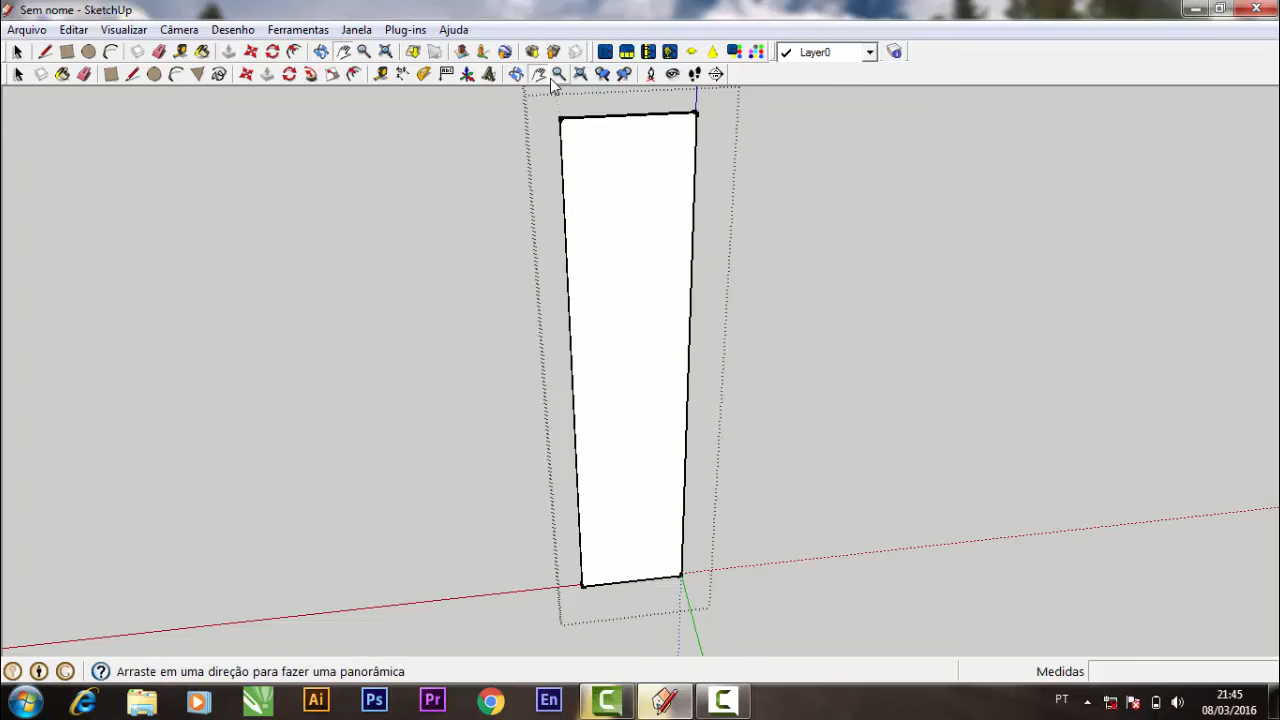 Sem nome - SketchUp
Arquivo Editar Visualizar Câmera Desenho Ferramentas Janela Plug-ins Ajuda
Layer0
Arraste em uma direção para fazer uma panorâmica
Medidas
Ai Ps Pr En
PT
21:45
08/03/2016